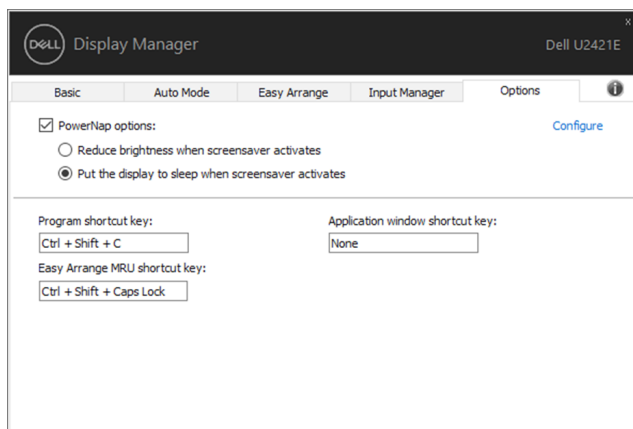 x
DELL Display Manager
Dell U2421E
Basic Auto Mode Easy Arrange Input Manager Options i
PowerNap options:
Configure
Reduce brightness when screensaver activates
Put the display to sleep when screensaver activates
Program shortcut key:
Application window shortcut key:
Ctrl + Shift + C
None
Easy Arrange MRU shortcut key:
Ctrl + Shift + Caps Lock